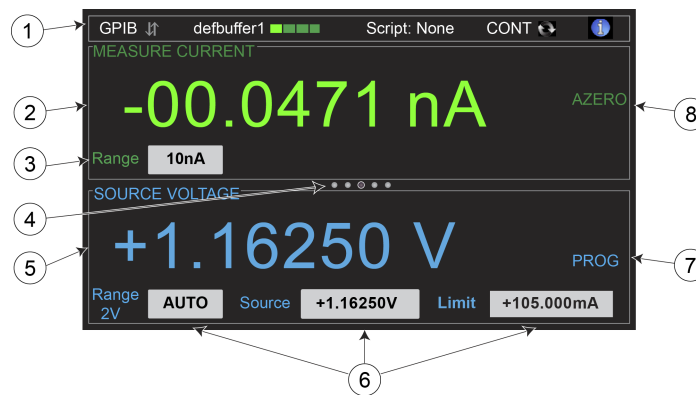 GPIB defbuffer1 Script: None CONT i
1
MEASURE CURRENT
2
-00.0471 nA
AZERO
8
3
Range 10nA
4
SOURCE VOLTAGE
5
+1.16250 V
PROG
7
Range 2V AUTO Source +1.16250V Limit +105.000mA
6